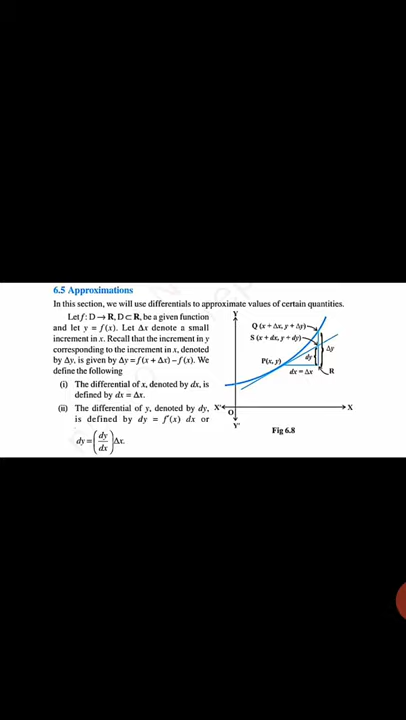 6.5 Approximations
In this section, we will use differentials to approximate values of certain quantities.
Let f : D → R, D ⊂ R, be a given function
and let y = f(x). Let Δx denote a small
increment in x. Recall that the increment in y
corresponding to the increment in x, denoted
by Δy, is given by Δy = f(x + Δx) – f(x). We
define the following
(i) The differential of x, denoted by dx, is
defined by dx = Δx.
(ii) The differential of y, denoted by dy,
is defined by dy = f′(x) dx or
dy = (dy/dx) Δx.
Y
Q (x + Δx, y + Δy)
S (x + dx, y + dy)
Δy
P(x, y)
dy
dx = Δx
R
X'
O
X
Y'
Fig 6.8